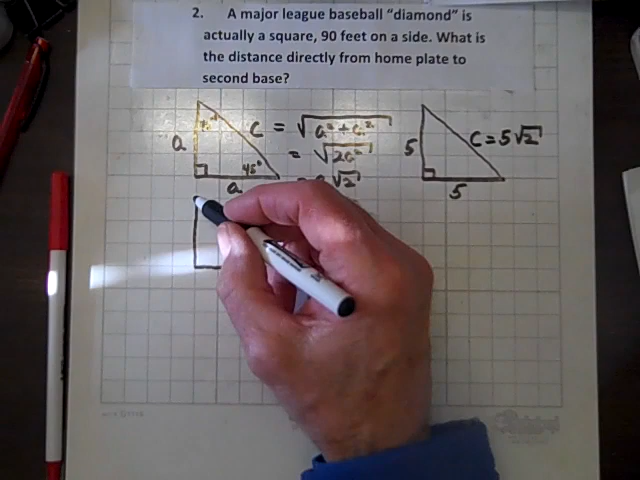 2. A major league baseball "diamond" is
actually a square, 90 feet on a side. What is
the distance directly from home plate to
second base?
a
45°
a
C = √a²+a²
= √2a²
= √2
5
5
C = 5√2